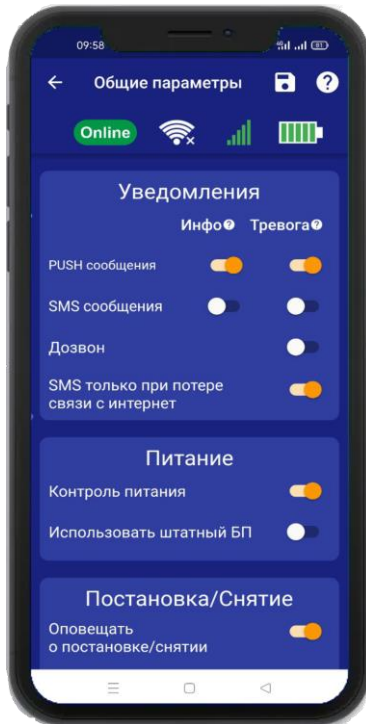 09:58
Общие параметры
Online
Уведомления
Инфо Тревога
PUSH сообщения
SMS сообщения
Дозвон
SMS только при потере
связи с интернет
Питание
Контроль питания
Использовать штатный БП
Постановка/Снятие
Оповещать
о постановке/снятии